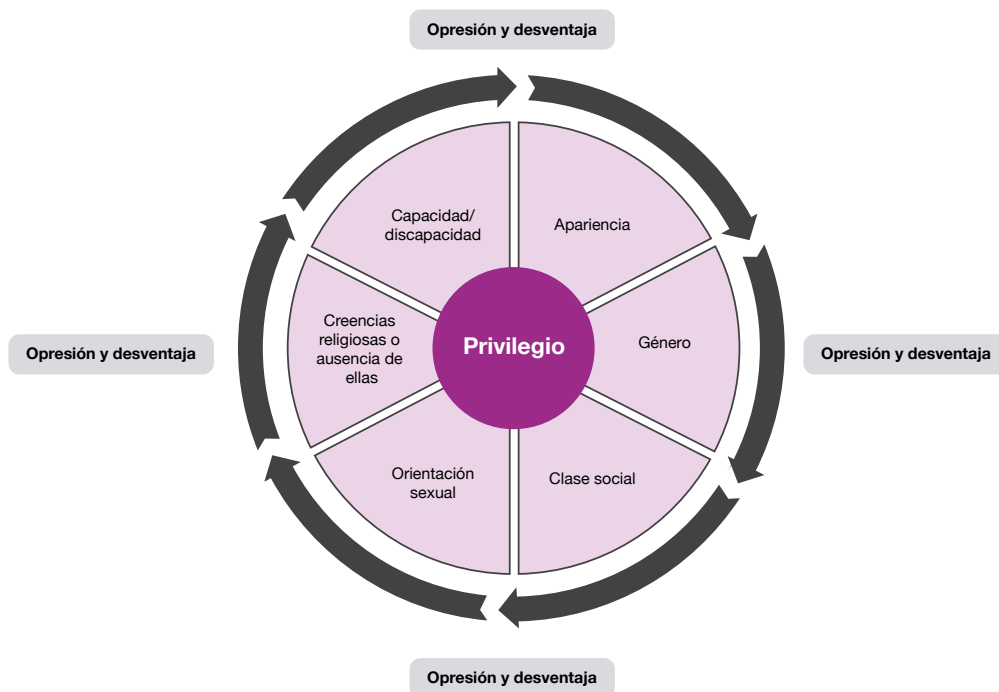 Opresión y desventaja
Capacidad/
discapacidad
Apariencia
Creencias
religiosas o
ausencia de
ellas
Privilegio
Género
Opresión y desventaja
Opresión y desventaja
Orientación
sexual
Clase social
Opresión y desventaja